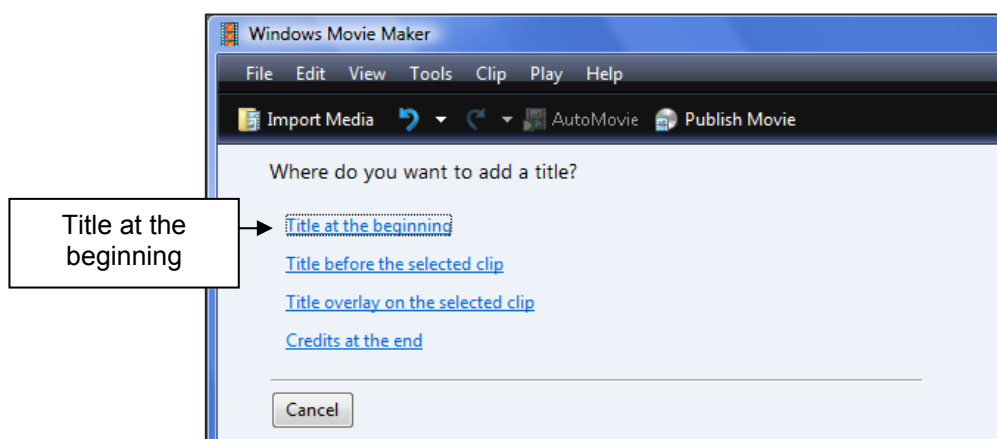 Windows Movie Maker
File Edit View Tools Clip Play Help
Import Media AutoMovie Publish Movie
Where do you want to add a title?
Title at the
beginning
Title at the beginning
Title before the selected clip
Title overlay on the selected clip
Credits at the end
Cancel